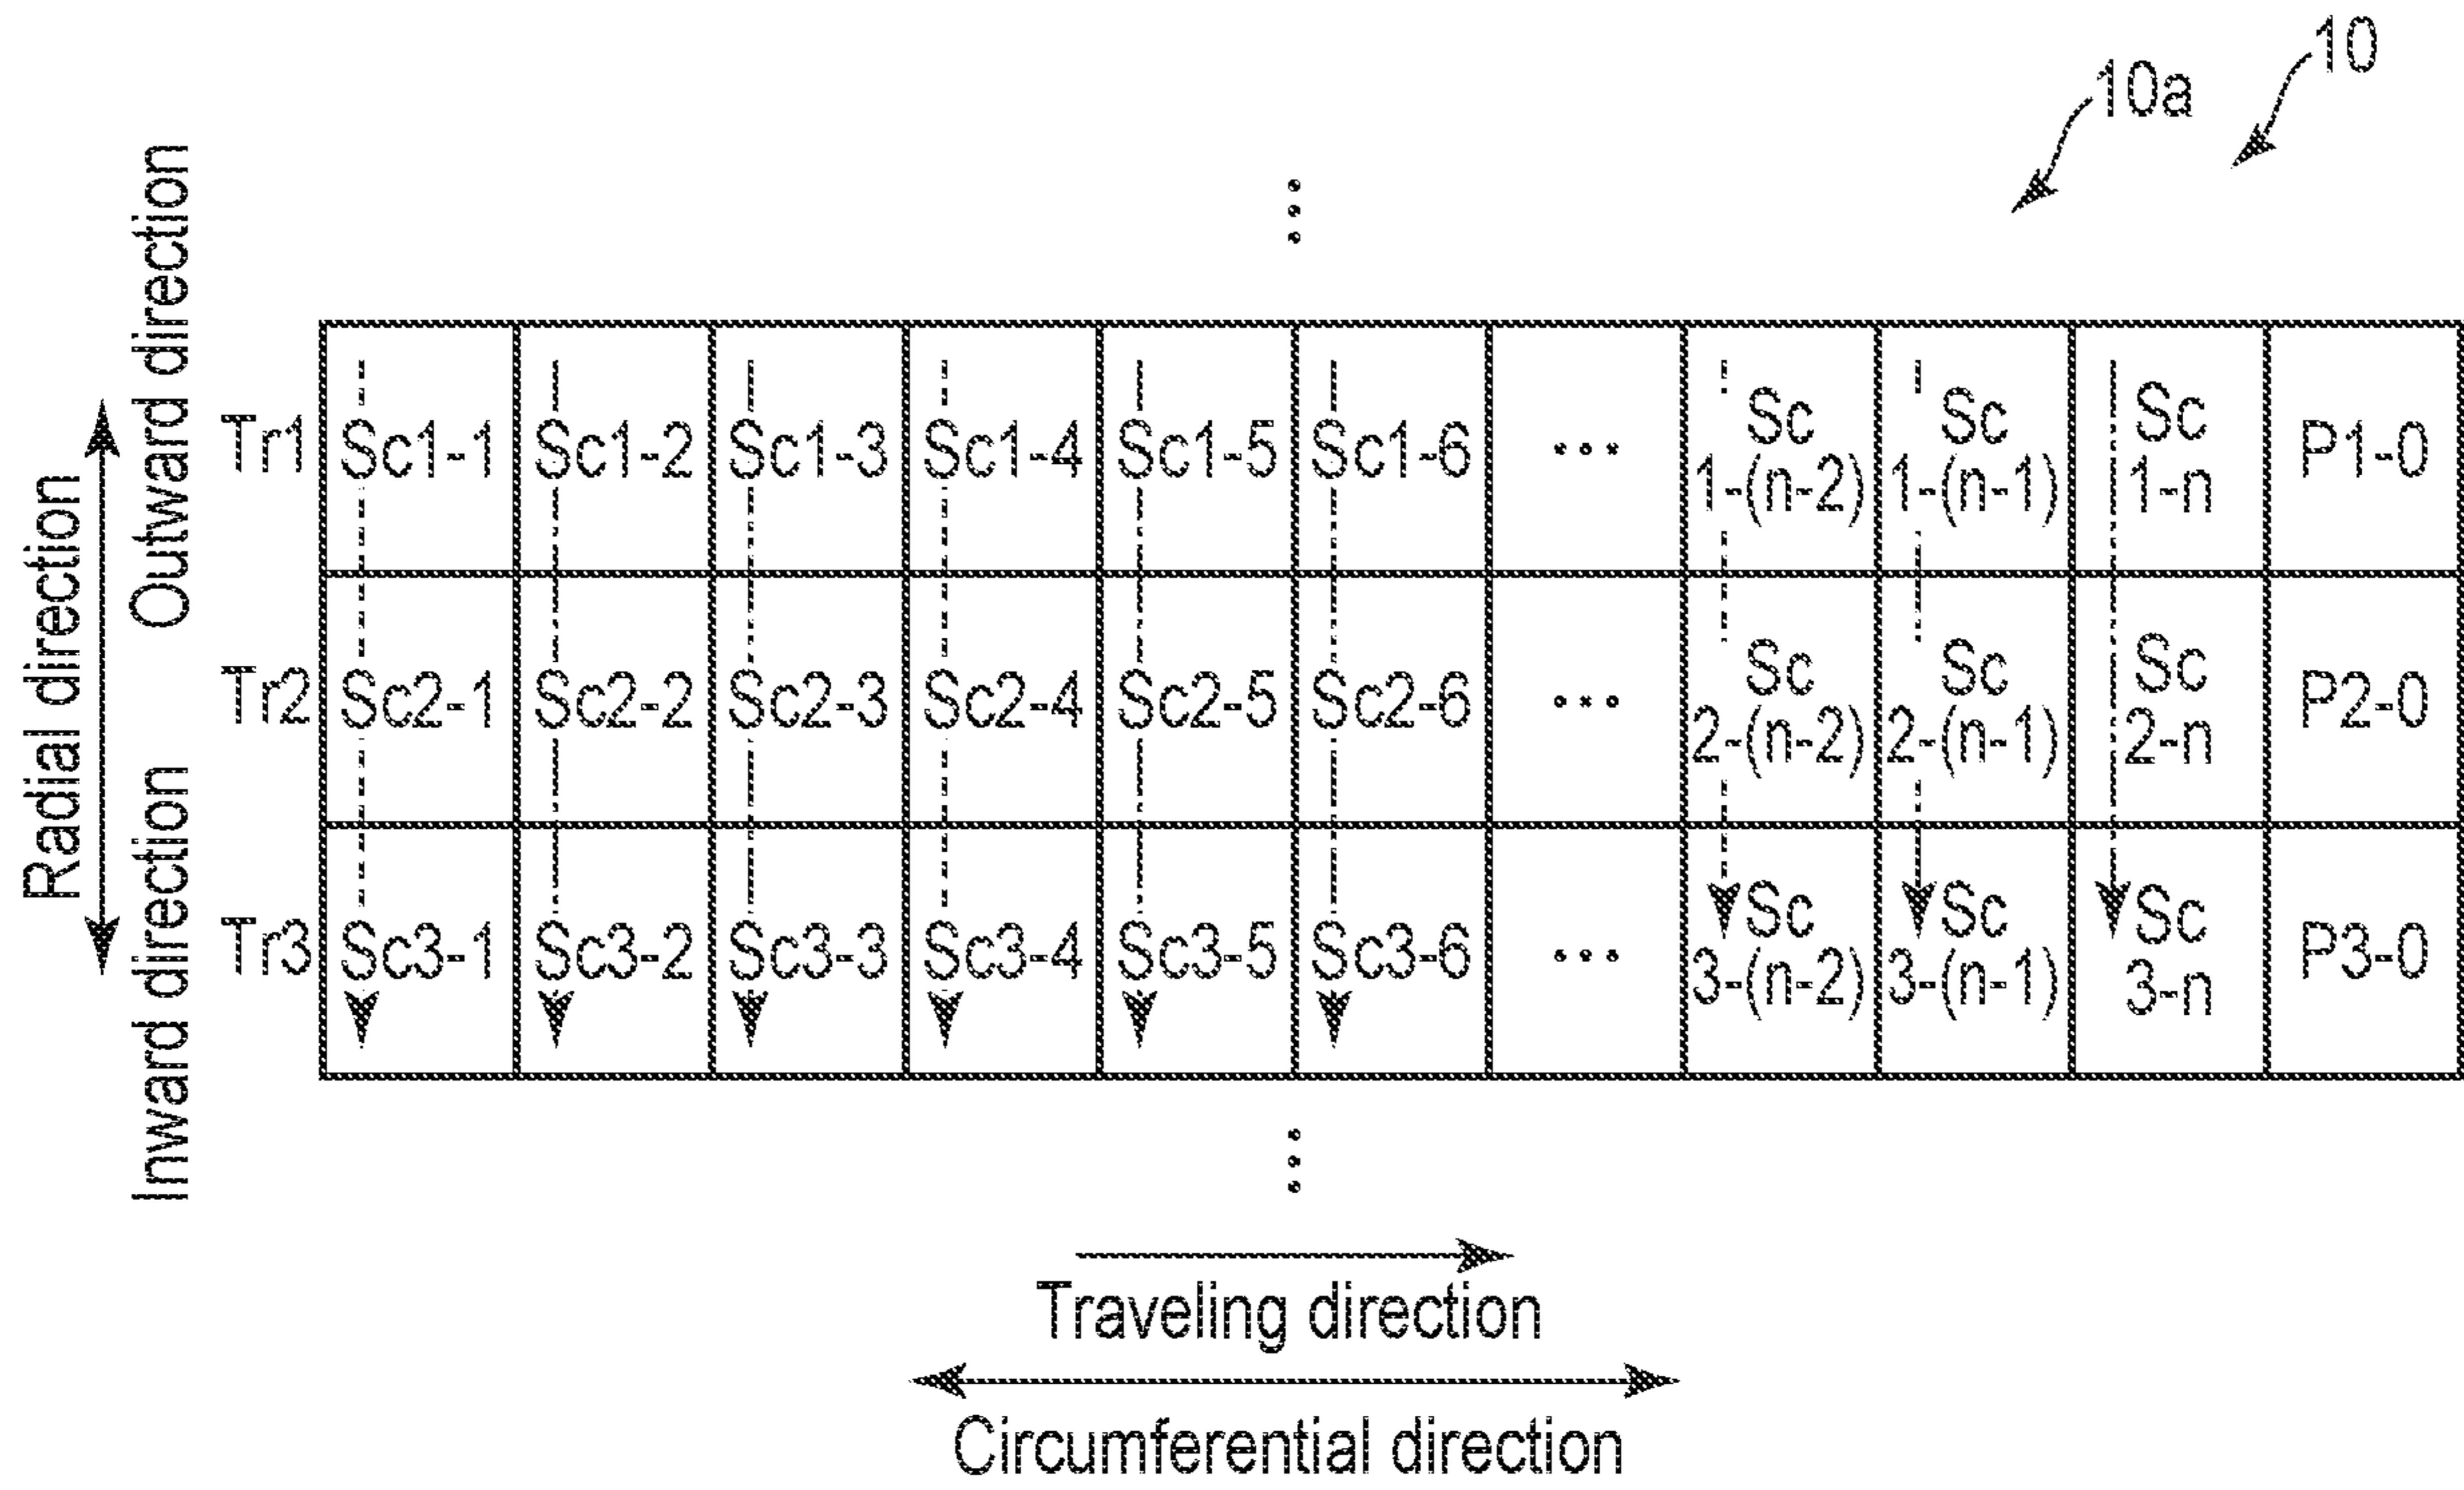 10
10a
Radial direction
Outward direction
Inward direction
Tr1 Sc1-1 Sc1-2 Sc1-3 Sc1-4 Sc1-5 Sc1-6 ... Sc 1-(n-2) Sc 1-(n-1) Sc 1-n P1-0
Tr2 Sc2-1 Sc2-2 Sc2-3 Sc2-4 Sc2-5 Sc2-6 ... Sc 2-(n-2) Sc 2-(n-1) Sc 2-n P2-0
Tr3 Sc3-1 Sc3-2 Sc3-3 Sc3-4 Sc3-5 Sc3-6 ... Sc 3-(n-2) Sc 3-(n-1) Sc 3-n P3-0
Traveling direction
Circumferential direction